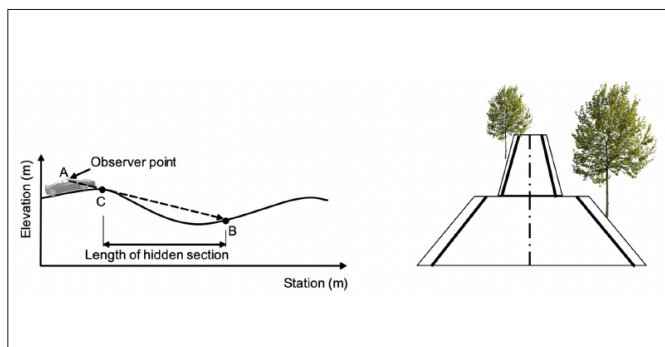 Elevation (m)
A
Observer point
C
B
Length of hidden section
Station (m)